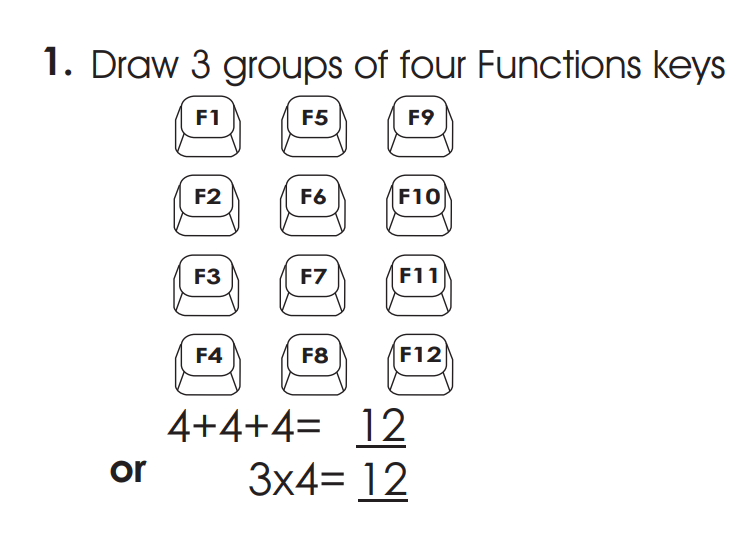 1. Draw 3 groups of four Functions keys
F1 F5 F9
F2 F6 F10
F3 F7 F11
F4 F8 F12
4+4+4= 12
or 3x4= 12